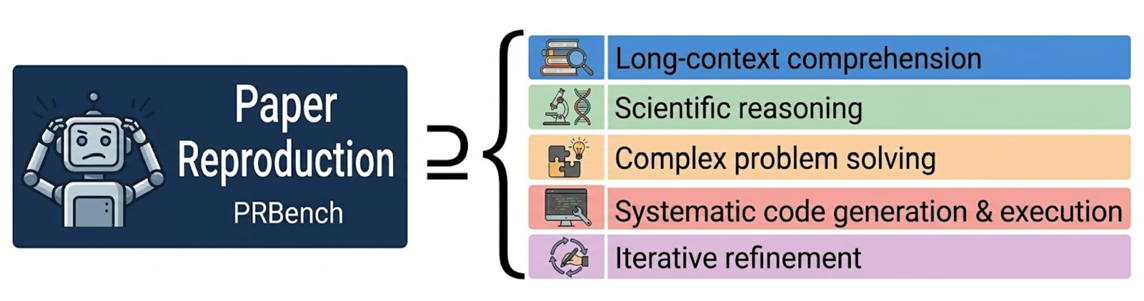 Paper
Reproduction
PRBench
⊇
{
Long-context comprehension
Scientific reasoning
Complex problem solving
Systematic code generation & execution
Iterative refinement